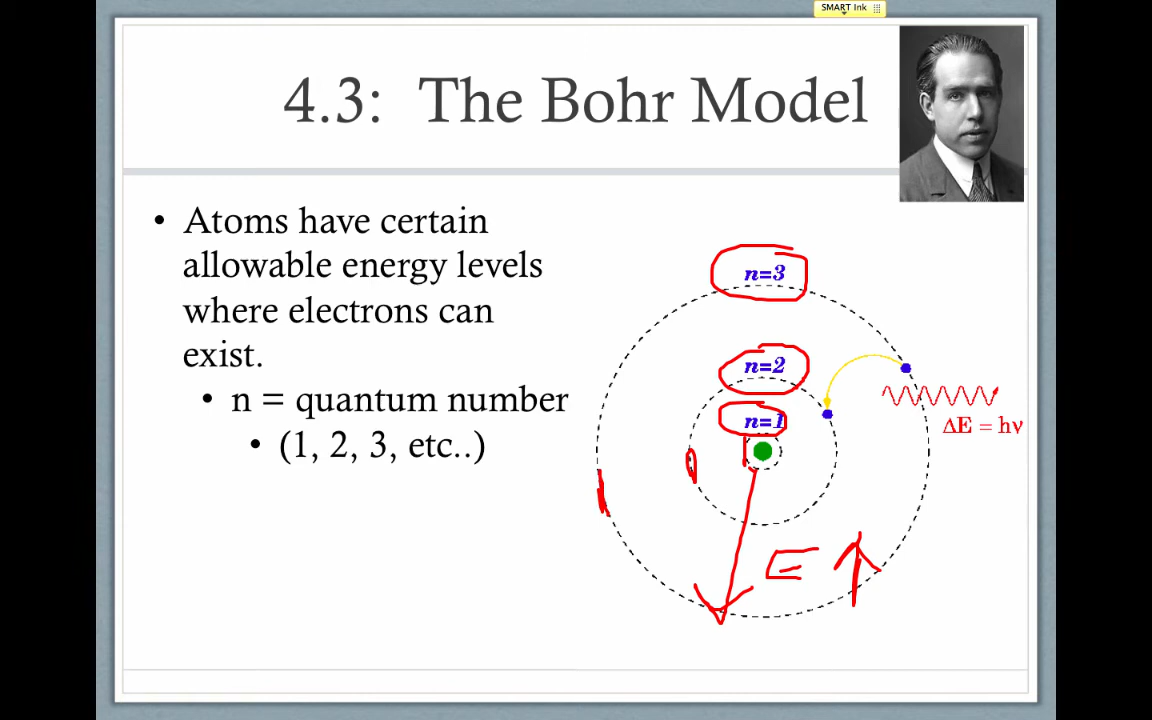 SMART Ink
4.3: The Bohr Model
• Atoms have certain
allowable energy levels
where electrons can
exist.
• n = quantum number
• (1, 2, 3, etc..)
n=3
n=2
n=1
ΔE = hν
E ↑